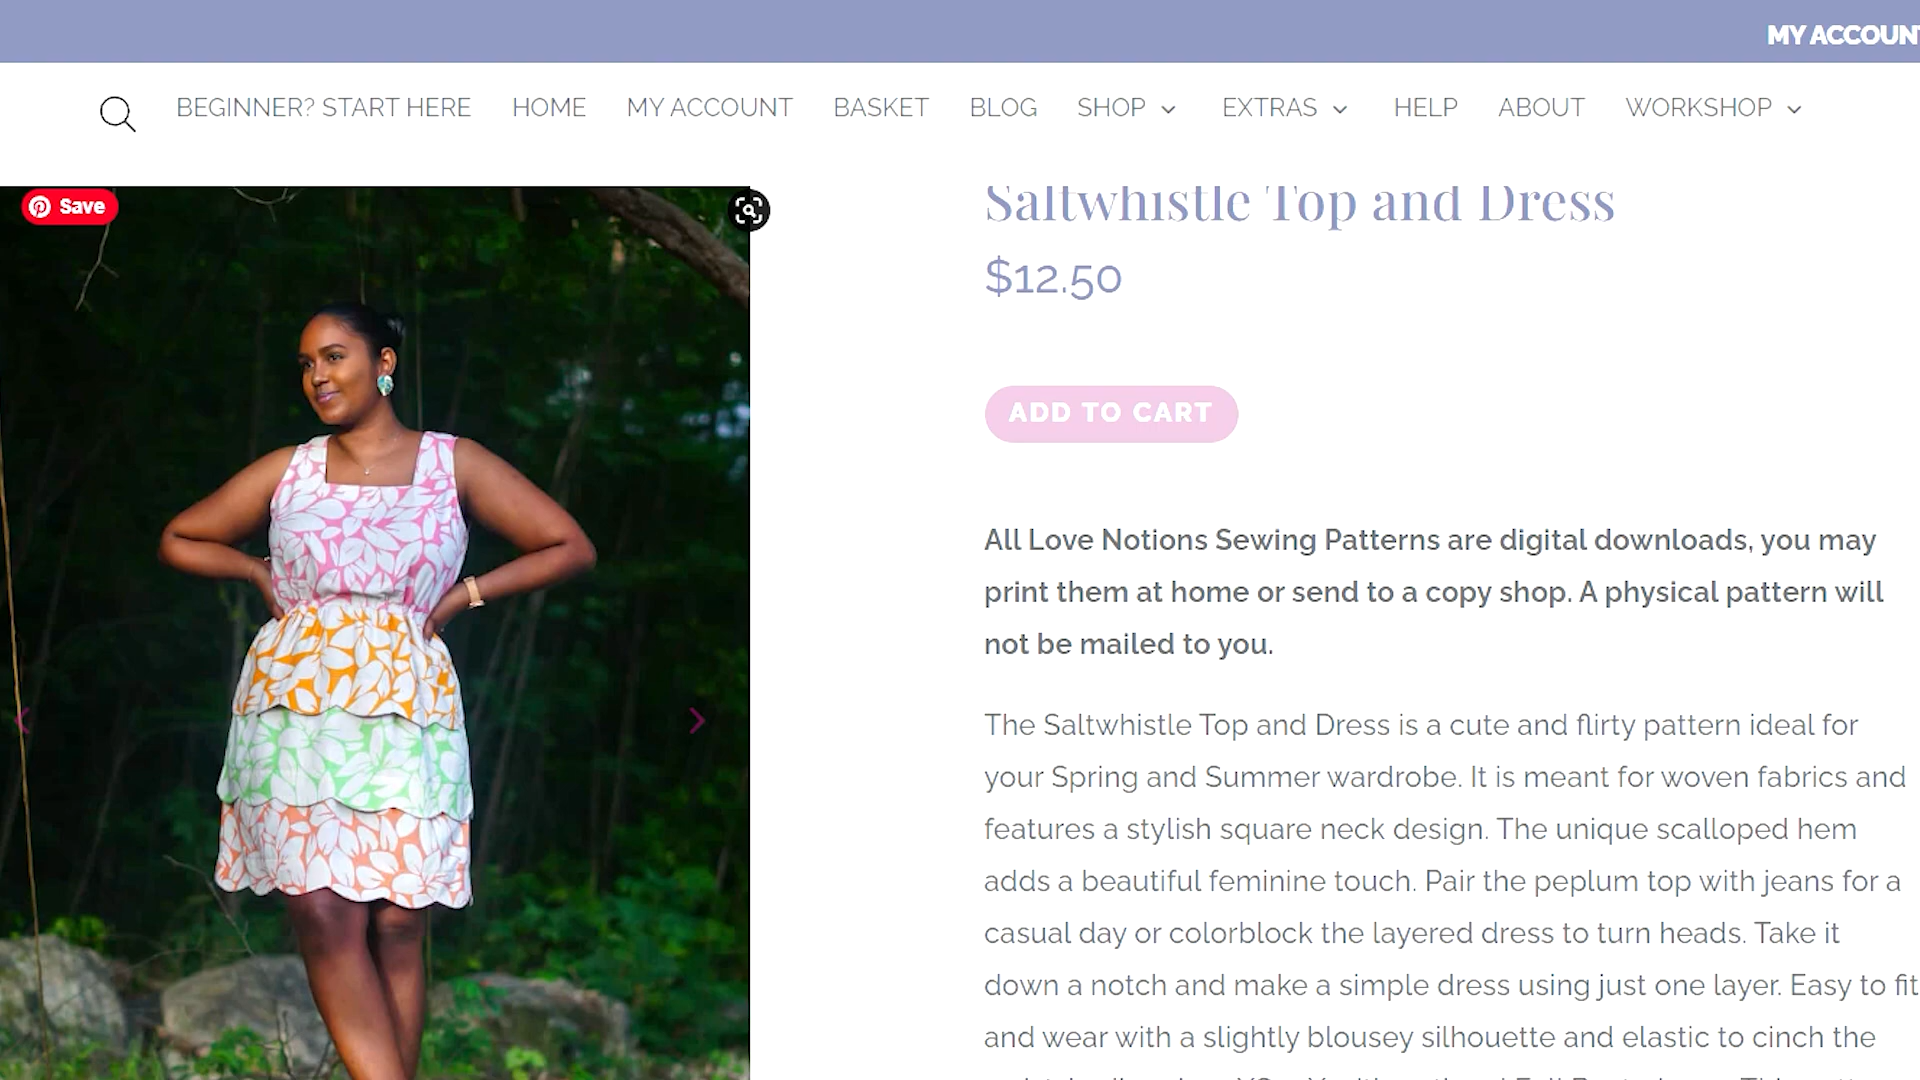 MY ACCOUNT
BEGINNER? START HERE HOME MY ACCOUNT BASKET BLOG SHOP EXTRAS HELP ABOUT WORKSHOP
Save
Saltwhistle Top and Dress
$12.50
ADD TO CART
All Love Notions Sewing Patterns are digital downloads, you may
print them at home or send to a copy shop. A physical pattern will
not be mailed to you.
The Saltwhistle Top and Dress is a cute and flirty pattern ideal for
your Spring and Summer wardrobe. It is meant for woven fabrics and
features a stylish square neck design. The unique scalloped hem
adds a beautiful feminine touch. Pair the peplum top with jeans for a
casual day or colorblock the layered dress to turn heads. Take it
down a notch and make a simple dress using just one layer. Easy to fit
and wear with a slightly blousey silhouette and elastic to cinch the